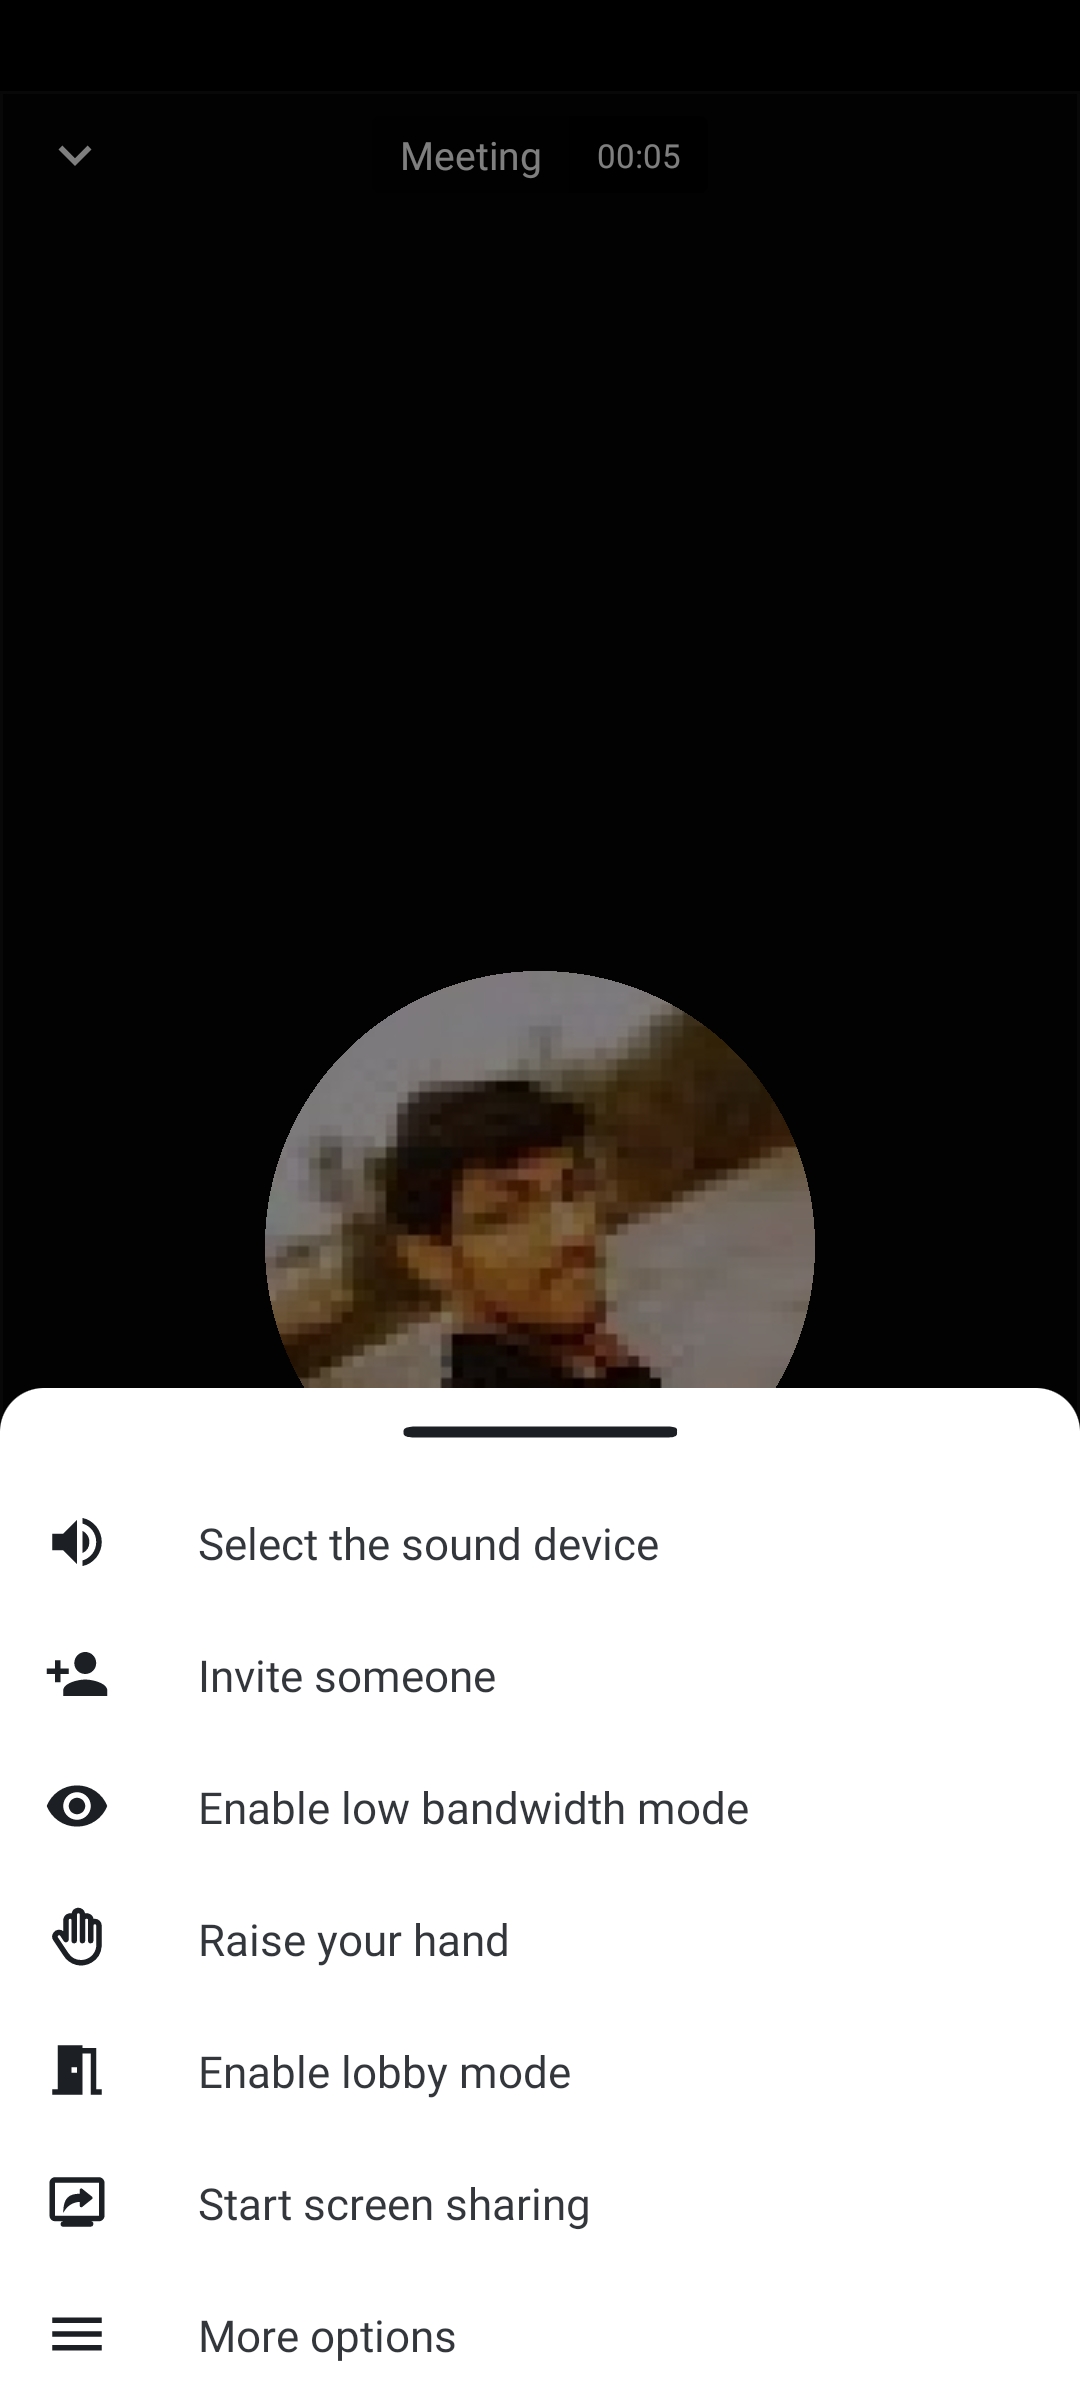 Meeting 00:05
Select the sound device
Invite someone
Enable low bandwidth mode
Raise your hand
Enable lobby mode
Start screen sharing
More options